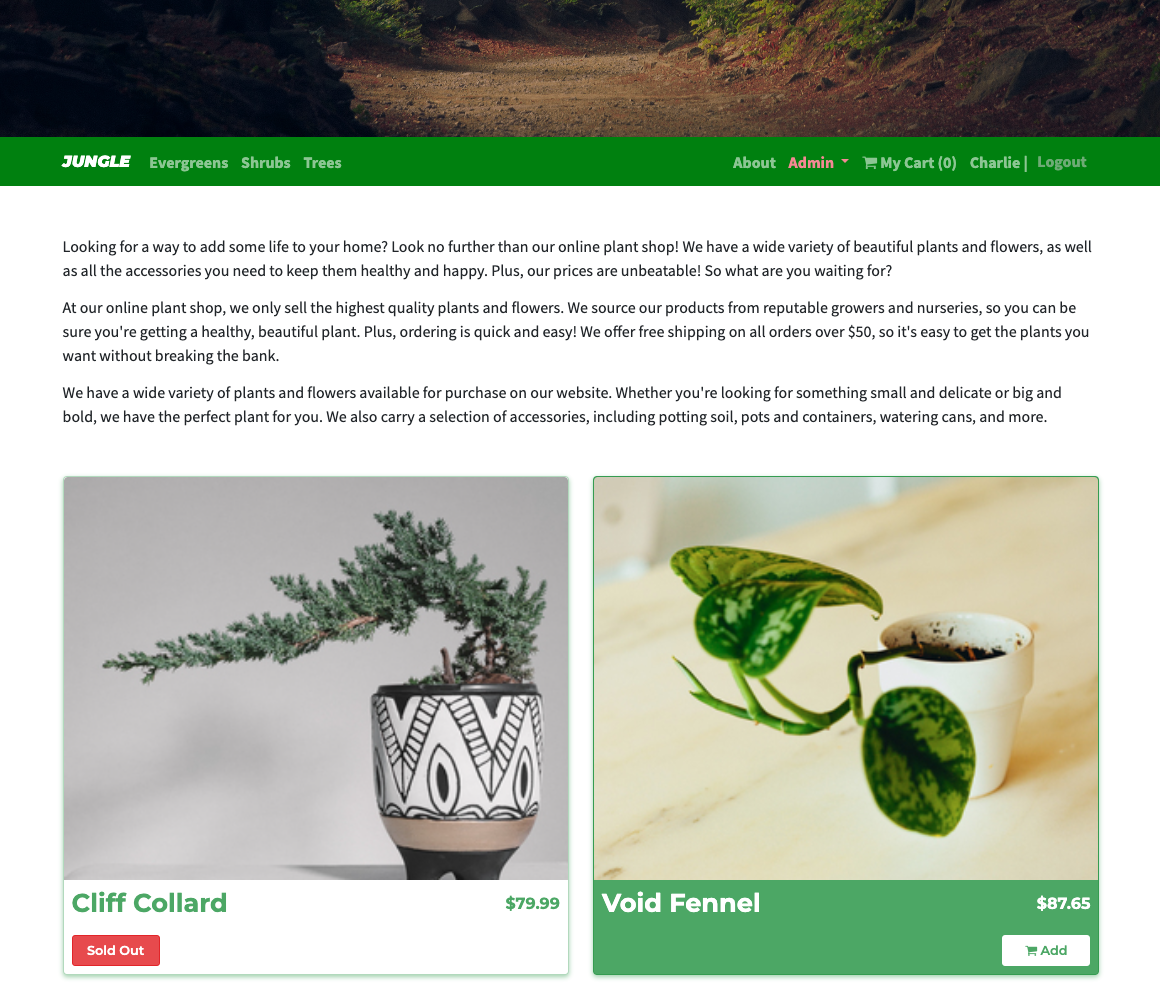 JUNGLE Evergreens Shrubs Trees About Admin My Cart (0) Charlie | Logout
Looking for a way to add some life to your home? Look no further than our online plant shop! We have a wide variety of beautiful plants and flowers, as well
as all the accessories you need to keep them healthy and happy. Plus, our prices are unbeatable! So what are you waiting for?
At our online plant shop, we only sell the highest quality plants and flowers. We source our products from reputable growers and nurseries, so you can be
sure you're getting a healthy, beautiful plant. Plus, ordering is quick and easy! We offer free shipping on all orders over $50, so it's easy to get the plants you
want without breaking the bank.
We have a wide variety of plants and flowers available for purchase on our website. Whether you're looking for something small and delicate or big and
bold, we have the perfect plant for you. We also carry a selection of accessories, including potting soil, pots and containers, watering cans, and more.
Cliff Collard $79.99
Sold Out
Void Fennel $87.65
Add